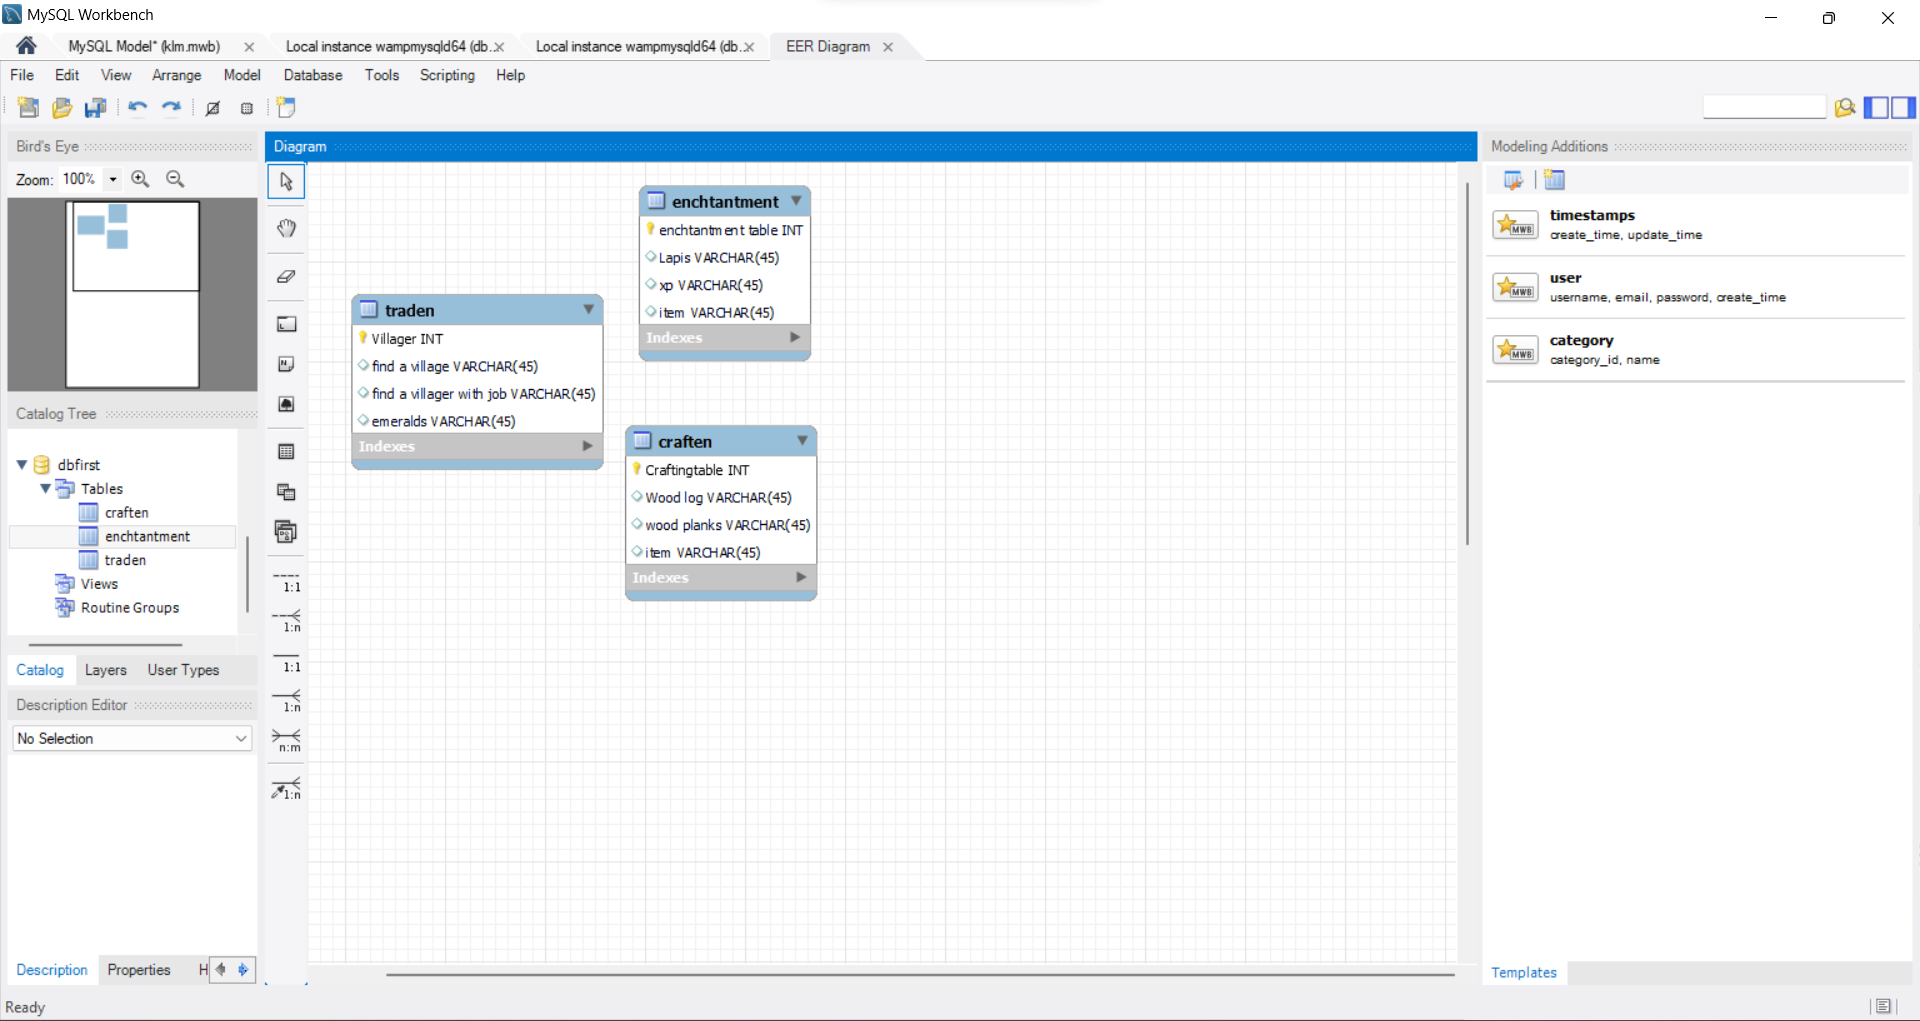 MySQL Workbench
MySQL Model* (klm.mwb)
Local instance wampmysqld64 (db...
Local instance wampmysqld64 (db...
EER Diagram
File Edit View Arrange Model Database Tools Scripting Help
Bird's Eye
Zoom: 100%
Catalog Tree
dbfirst
Tables
craften
enchtantment
traden
Views
Routine Groups
Catalog Layers User Types
Description Editor
No Selection
Description Properties H
Ready
Diagram
1:1
1:n
1:1
1:n
n:m
1:n
traden
Villager INT
find a village VARCHAR(45)
find a villager with job VARCHAR(45)
emeralds VARCHAR(45)
Indexes
enchtantment
enchtantment table INT
Lapis VARCHAR(45)
xp VARCHAR(45)
item VARCHAR(45)
Indexes
craften
Craftingtable INT
Wood log VARCHAR(45)
wood planks VARCHAR(45)
item VARCHAR(45)
Indexes
Modeling Additions
MWB
timestamps
create_time, update_time
MWB
user
username, email, password, create_time
MWB
category
category_id, name
Templates